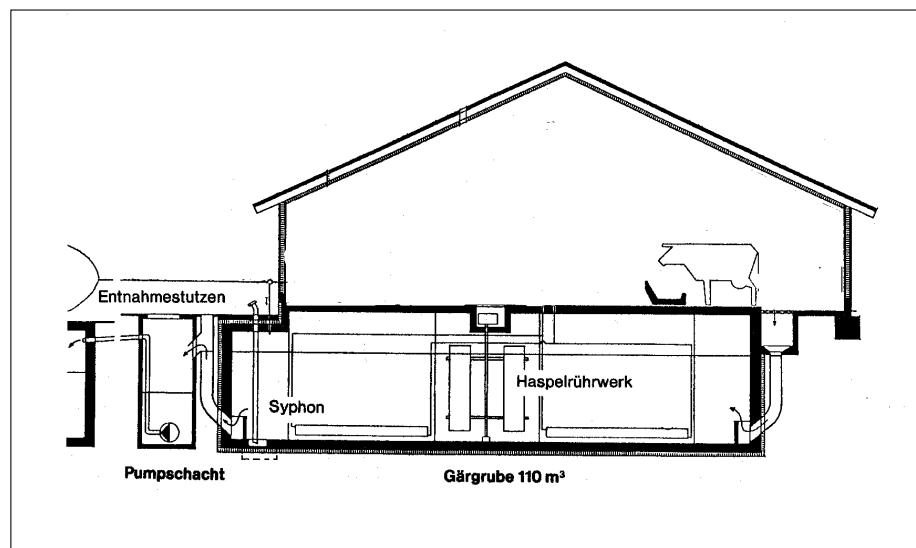 Entnahmestutzen
Haspelrührwerk
Syphon
Pumpschacht
Gärgrube 110 m³